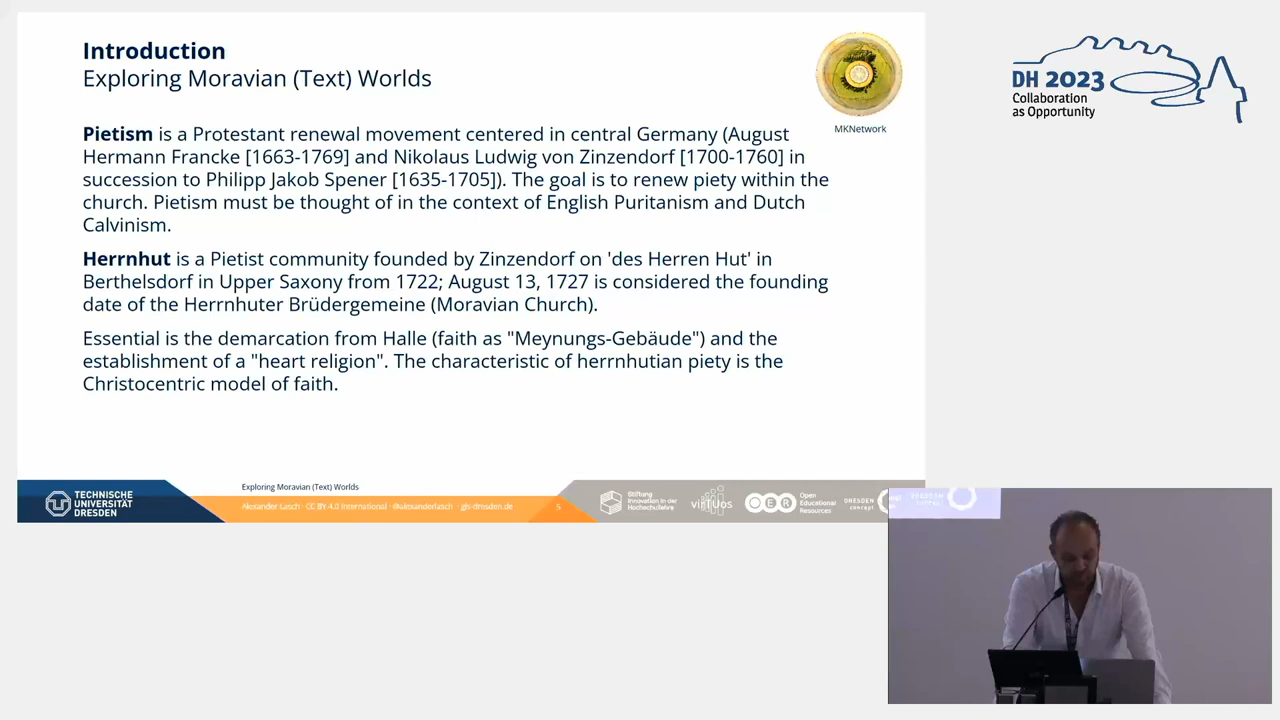 Introduction
Exploring Moravian (Text) Worlds
MKNetwork
Pietism is a Protestant renewal movement centered in central Germany (August
Hermann Francke [1663-1769] and Nikolaus Ludwig von Zinzendorf [1700-1760] in
succession to Philipp Jakob Spener [1635-1705]). The goal is to renew piety within the
church. Pietism must be thought of in the context of English Puritanism and Dutch
Calvinism.
Herrnhut is a Pietist community founded by Zinzendorf on 'des Herren Hut' in
Berthelsdorf in Upper Saxony from 1722; August 13, 1727 is considered the founding
date of the Herrnhuter Brüdergemeine (Moravian Church).
Essential is the demarcation from Halle (faith as "Meynungs-Gebäude") and the
establishment of a "heart religion". The characteristic of herrnhutian piety is the
Christocentric model of faith.
TECHNISCHE
UNIVERSITÄT
DRESDEN
Exploring Moravian (Text) Worlds
Alexander Lasch · CC BY 4.0 International · @alexanderlasch · gls-dresden.de
5
Stiftung
Innovation in der
Hochschullehre
virTUos
OER
Open
Educational
Resources
DRESDEN
concept
DH 2023
Collaboration
as Opportunity